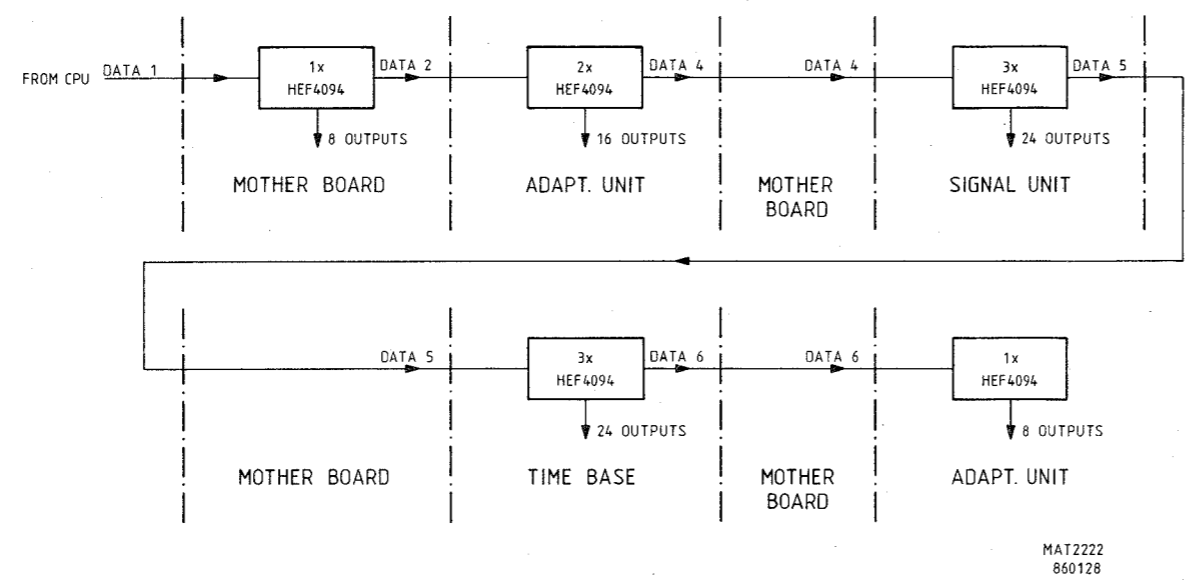 FROM CPU
DATA 1
1x
HEF4094
DATA 2
8 OUTPUTS
MOTHER BOARD
2x
HEF4094
DATA 4
16 OUTPUTS
ADAPT. UNIT
DATA 4
MOTHER
BOARD
3x
HEF4094
DATA 5
24 OUTPUTS
SIGNAL UNIT
DATA 5
MOTHER BOARD
3x
HEF4094
DATA 6
24 OUTPUTS
TIME BASE
DATA 6
MOTHER
BOARD
1x
HEF4094
8 OUTPUTS
ADAPT. UNIT
MAT2222
860128